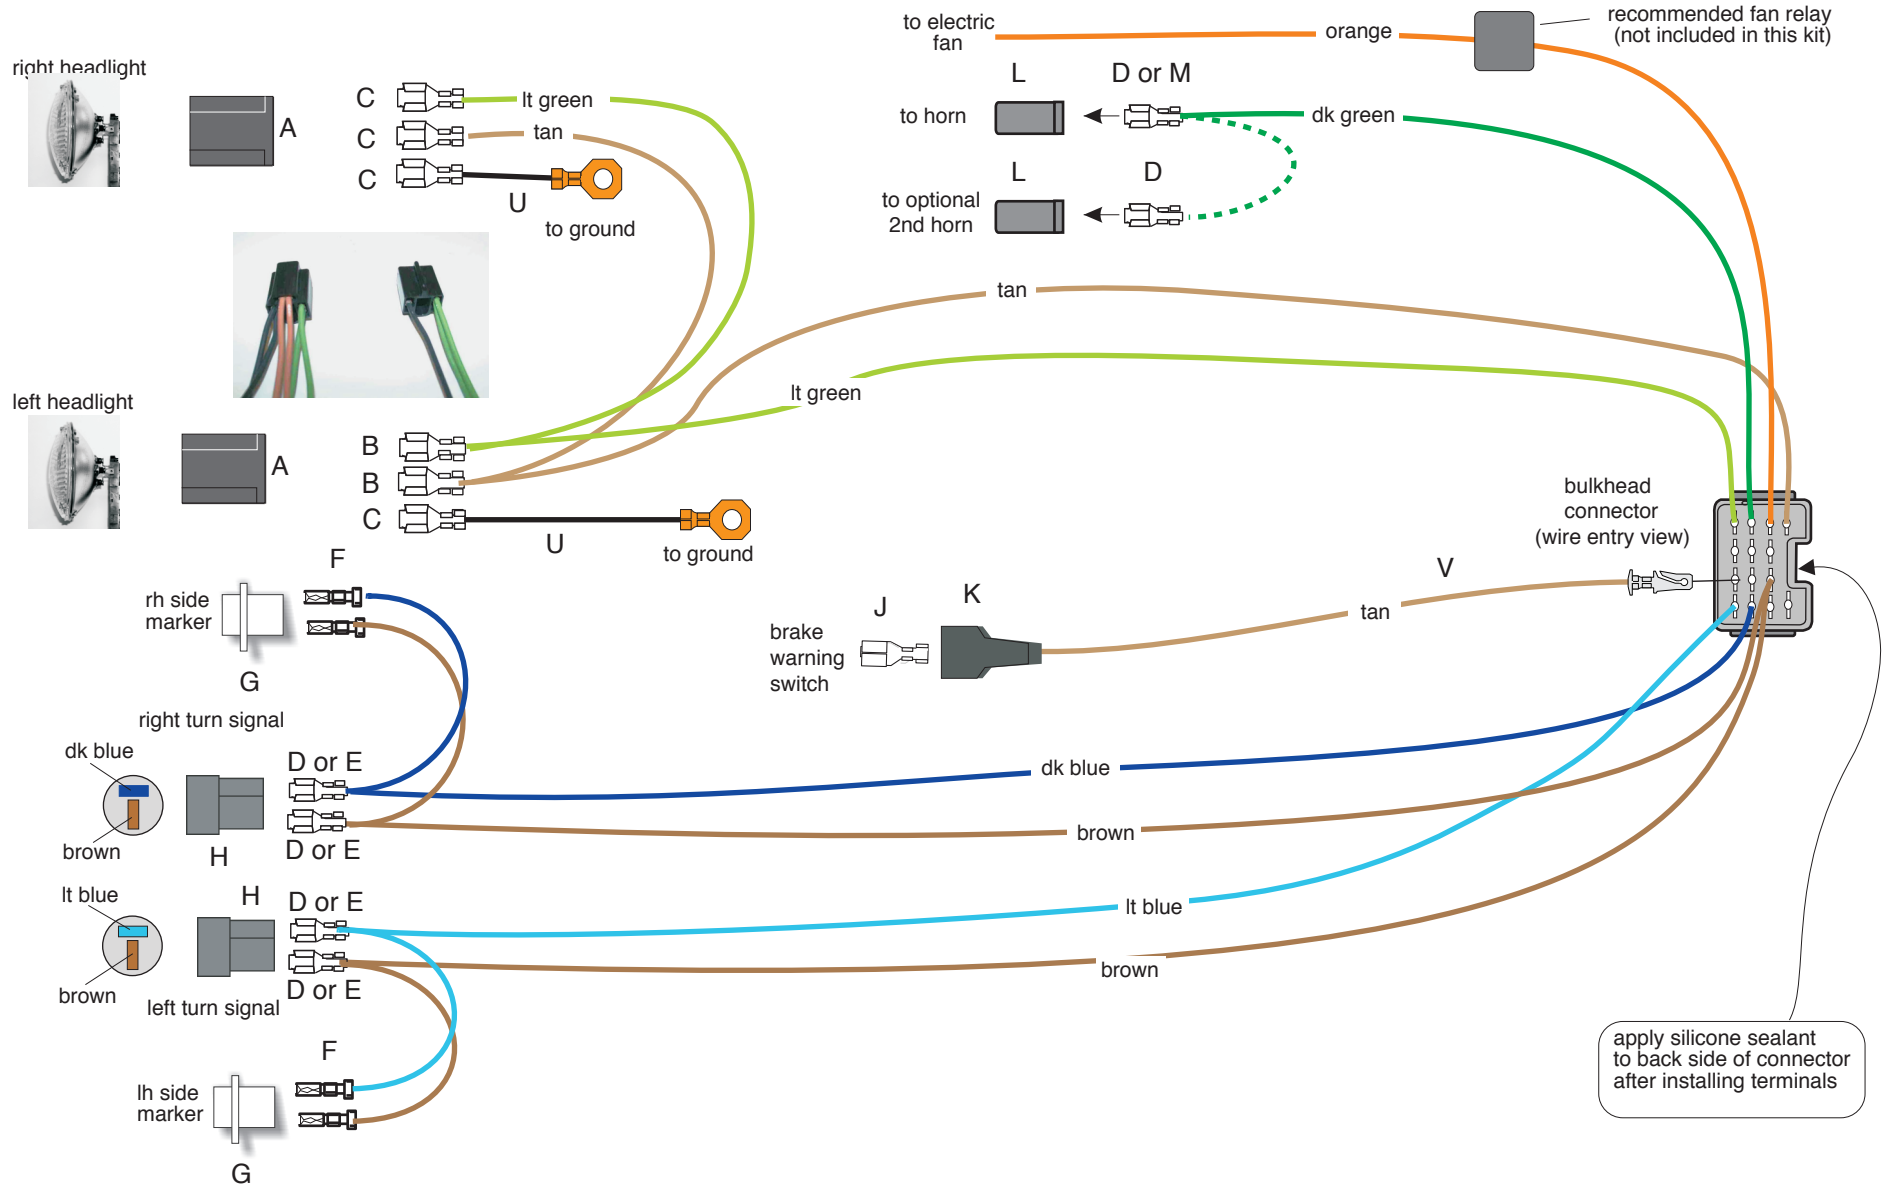 to electric
fan
orange
recommended fan relay
(not included in this kit)
right headlight
A
C
lt green
C
tan
C
U
to ground
L
D or M
to horn
dk green
L
D
to optional
2nd horn
tan
lt green
left headlight
A
B
B
C
U
to ground
bulkhead
connector
(wire entry view)
V
tan
K
J
brake
warning
switch
F
rh side
marker
G
right turn signal
dk blue
brown
H
D or E
D or E
dk blue
brown
lt blue
brown
H
D or E
D or E
lt blue
brown
left turn signal
F
lh side
marker
G
apply silicone sealant
to back side of connector
after installing terminals